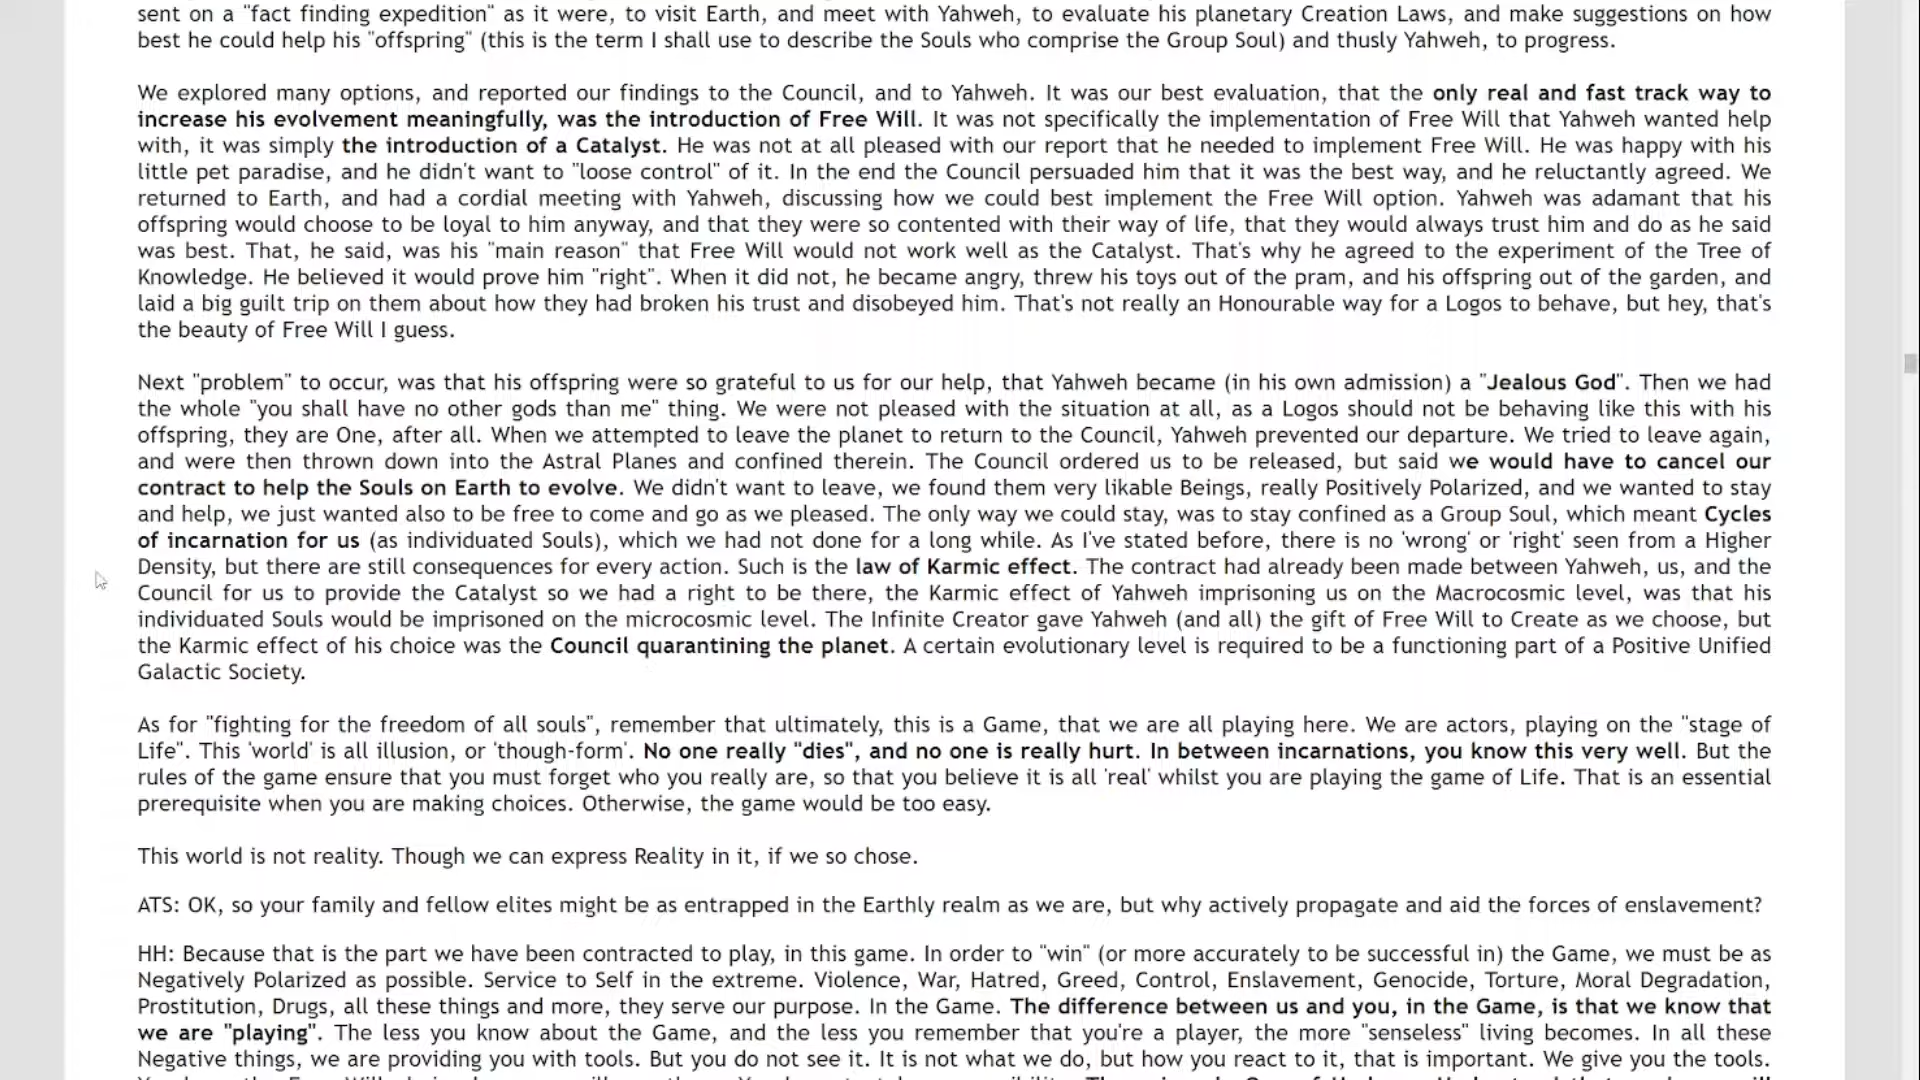 sent on a "fact finding expedition" as it were, to visit Earth, and meet with Yahweh, to evaluate his planetary Creation Laws, and make suggestions on how
best he could help his "offspring" (this is the term I shall use to describe the Souls who comprise the Group Soul) and thusly Yahweh, to progress.
We explored many options, and reported our findings to the Council, and to Yahweh. It was our best evaluation, that the only real and fast track way to
increase his evolvement meaningfully, was the introduction of Free Will. It was not specifically the implementation of Free Will that Yahweh wanted help
with, it was simply the introduction of a Catalyst. He was not at all pleased with our report that he needed to implement Free Will. He was happy with his
little pet paradise, and he didn't want to "loose control" of it. In the end the Council persuaded him that it was the best way, and he reluctantly agreed. We
returned to Earth, and had a cordial meeting with Yahweh, discussing how we could best implement the Free Will option. Yahweh was adamant that his
offspring would choose to be loyal to him anyway, and that they were so contented with their way of life, that they would always trust him and do as he said
was best. That, he said, was his "main reason" that Free Will would not work well as the Catalyst. That's why he agreed to the experiment of the Tree of
Knowledge. He believed it would prove him "right". When it did not, he became angry, threw his toys out of the pram, and his offspring out of the garden, and
laid a big guilt trip on them about how they had broken his trust and disobeyed him. That's not really an Honourable way for a Logos to behave, but hey, that's
the beauty of Free Will I guess.
Next "problem" to occur, was that his offspring were so grateful to us for our help, that Yahweh became (in his own admission) a "Jealous God". Then we had
the whole "you shall have no other gods than me" thing. We were not pleased with the situation at all, as a Logos should not be behaving like this with his
offspring, they are One, after all. When we attempted to leave the planet to return to the Council, Yahweh prevented our departure. We tried to leave again,
and were then thrown down into the Astral Planes and confined therein. The Council ordered us to be released, but said we would have to cancel our
contract to help the Souls on Earth to evolve. We didn't want to leave, we found them very likable Beings, really Positively Polarized, and we wanted to stay
and help, we just wanted also to be free to come and go as we pleased. The only way we could stay, was to stay confined as a Group Soul, which meant Cycles
of incarnation for us (as individuated Souls), which we had not done for a long while. As I've stated before, there is no 'wrong' or 'right' seen from a Higher
Density, but there are still consequences for every action. Such is the law of Karmic effect. The contract had already been made between Yahweh, us, and the
Council for us to provide the Catalyst so we had a right to be there, the Karmic effect of Yahweh imprisoning us on the Macrocosmic level, was that his
individuated Souls would be imprisoned on the microcosmic level. The Infinite Creator gave Yahweh (and all) the gift of Free Will to Create as we choose, but
the Karmic effect of his choice was the Council quarantining the planet. A certain evolutionary level is required to be a functioning part of a Positive Unified
Galactic Society.
As for "fighting for the freedom of all souls", remember that ultimately, this is a Game, that we are all playing here. We are actors, playing on the "stage of
Life". This 'world' is all illusion, or 'though-form'. No one really "dies", and no one is really hurt. In between incarnations, you know this very well. But the
rules of the game ensure that you must forget who you really are, so that you believe it is all 'real' whilst you are playing the game of Life. That is an essential
prerequisite when you are making choices. Otherwise, the game would be too easy.
This world is not reality. Though we can express Reality in it, if we so chose.
ATS: OK, so your family and fellow elites might be as entrapped in the Earthly realm as we are, but why actively propagate and aid the forces of enslavement?
HH: Because that is the part we have been contracted to play, in this game. In order to "win" (or more accurately to be successful in) the Game, we must be as
Negatively Polarized as possible. Service to Self in the extreme. Violence, War, Hatred, Greed, Control, Enslavement, Genocide, Torture, Moral Degradation,
Prostitution, Drugs, all these things and more, they serve our purpose. In the Game. The difference between us and you, in the Game, is that we know that
we are "playing". The less you know about the Game, and the less you remember that you're a player, the more "senseless" living becomes. In all these
Negative things, we are providing you with tools. But you do not see it. It is not what we do, but how you react to it, that is important. We give you the tools.